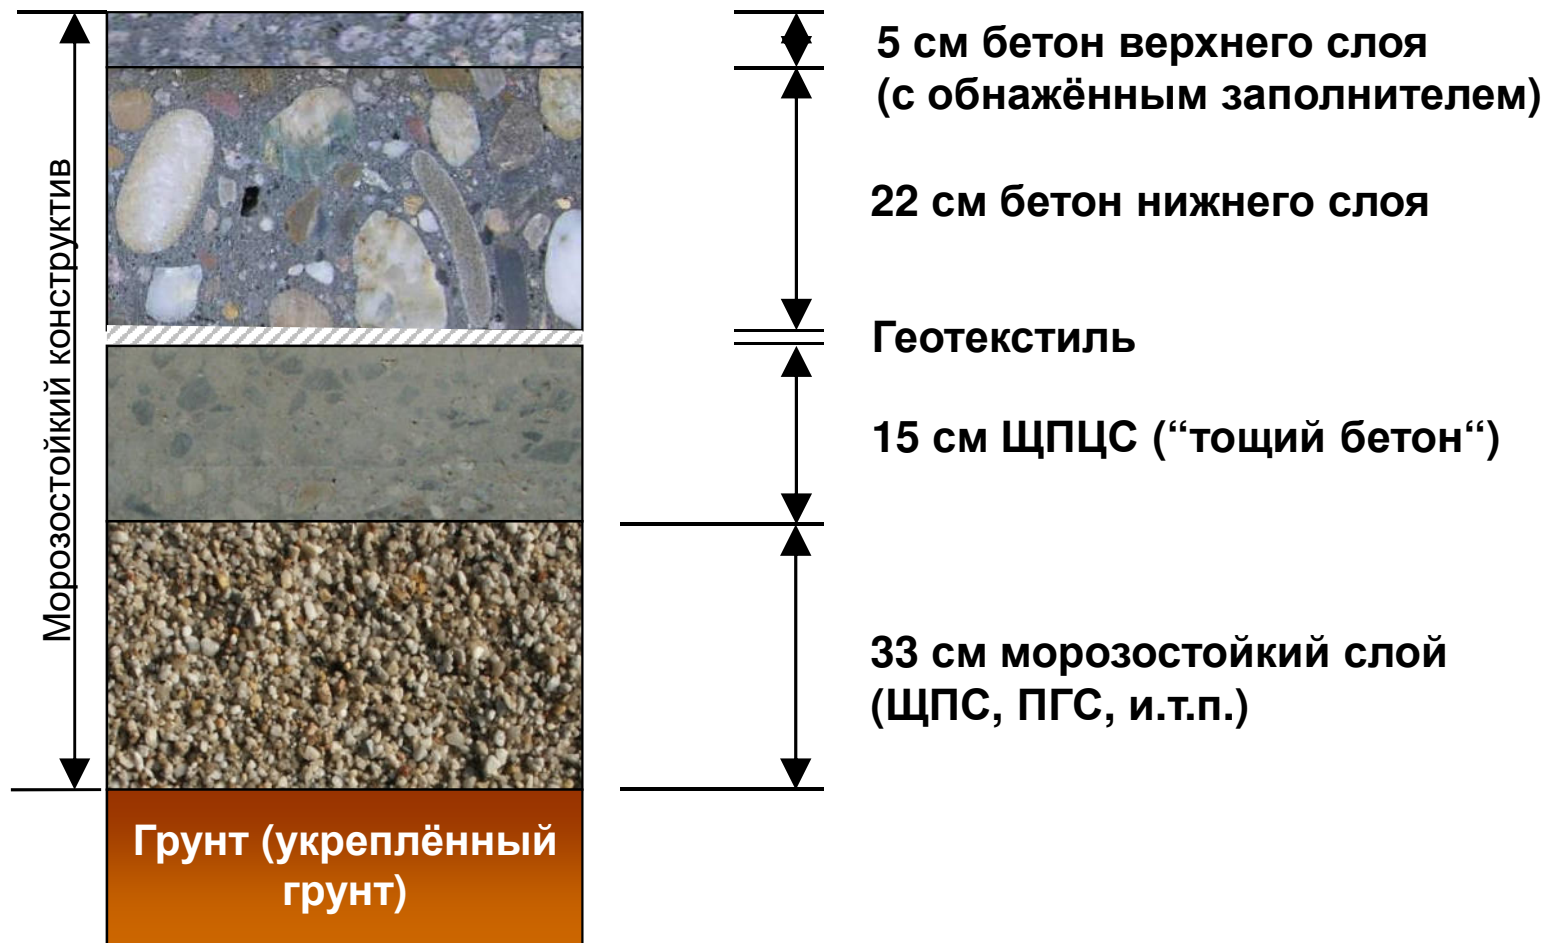 5 см бетон верхнего слоя
(с обнажённым заполнителем)
22 см бетон нижнего слоя
Геотекстиль
15 см ЩПЦС (“тощий бетон“)
33 см морозостойкий слой
(ЩПС, ПГС, и.т.п.)
Морозостойкий конструктив
Грунт (укреплённый
грунт)